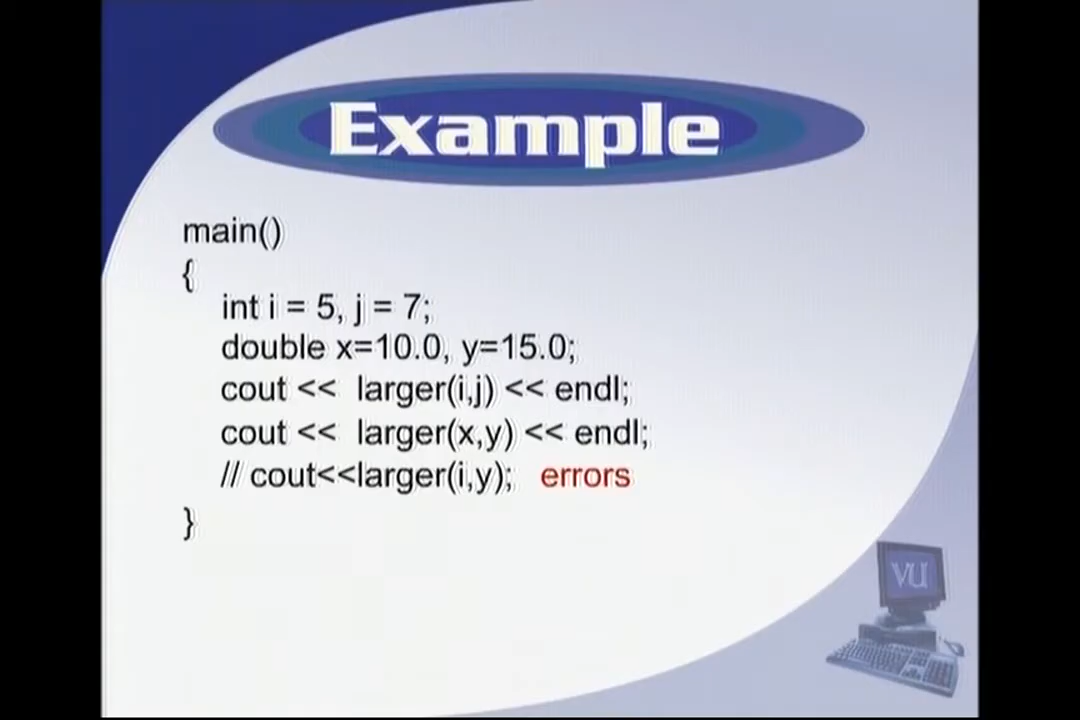 Example
main()
{
int i = 5, j = 7;
double x=10.0, y=15.0;
cout << larger(i,j) << endl;
cout << larger(x,y) << endl;
// cout<<larger(i,y); errors
}
VU